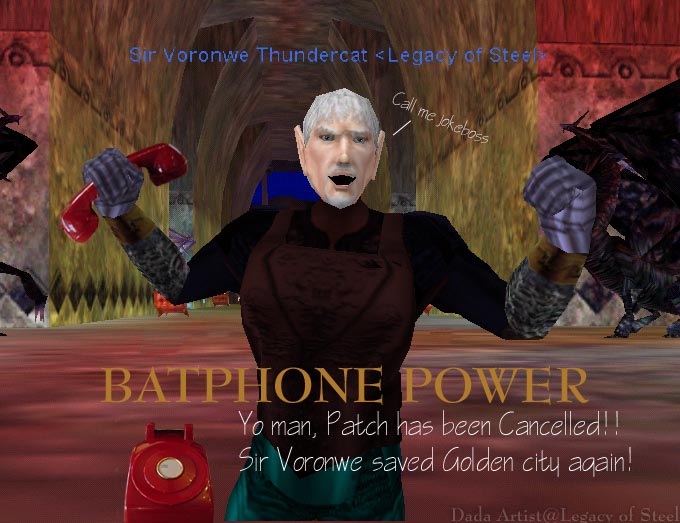 Sir Voronwe Thundercat <Legacy of Steel>
Call me jokeboss
BATPHONE POWER
Yo man, Patch has been Cancelled!!
Sir Voronwe saved Golden city again!
Dada Artist@Legacy of Steel